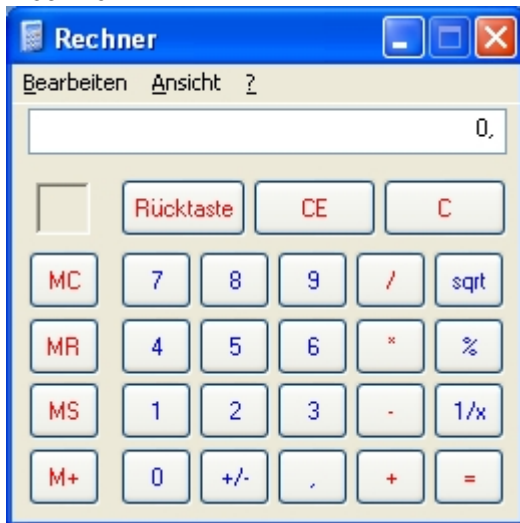 Rechner
Bearbeiten Ansicht ?
0,
Rücktaste CE C
MC 7 8 9 / sqrt
MR 4 5 6 * %
MS 1 2 3 - 1/x
M+ 0 +/- , + =